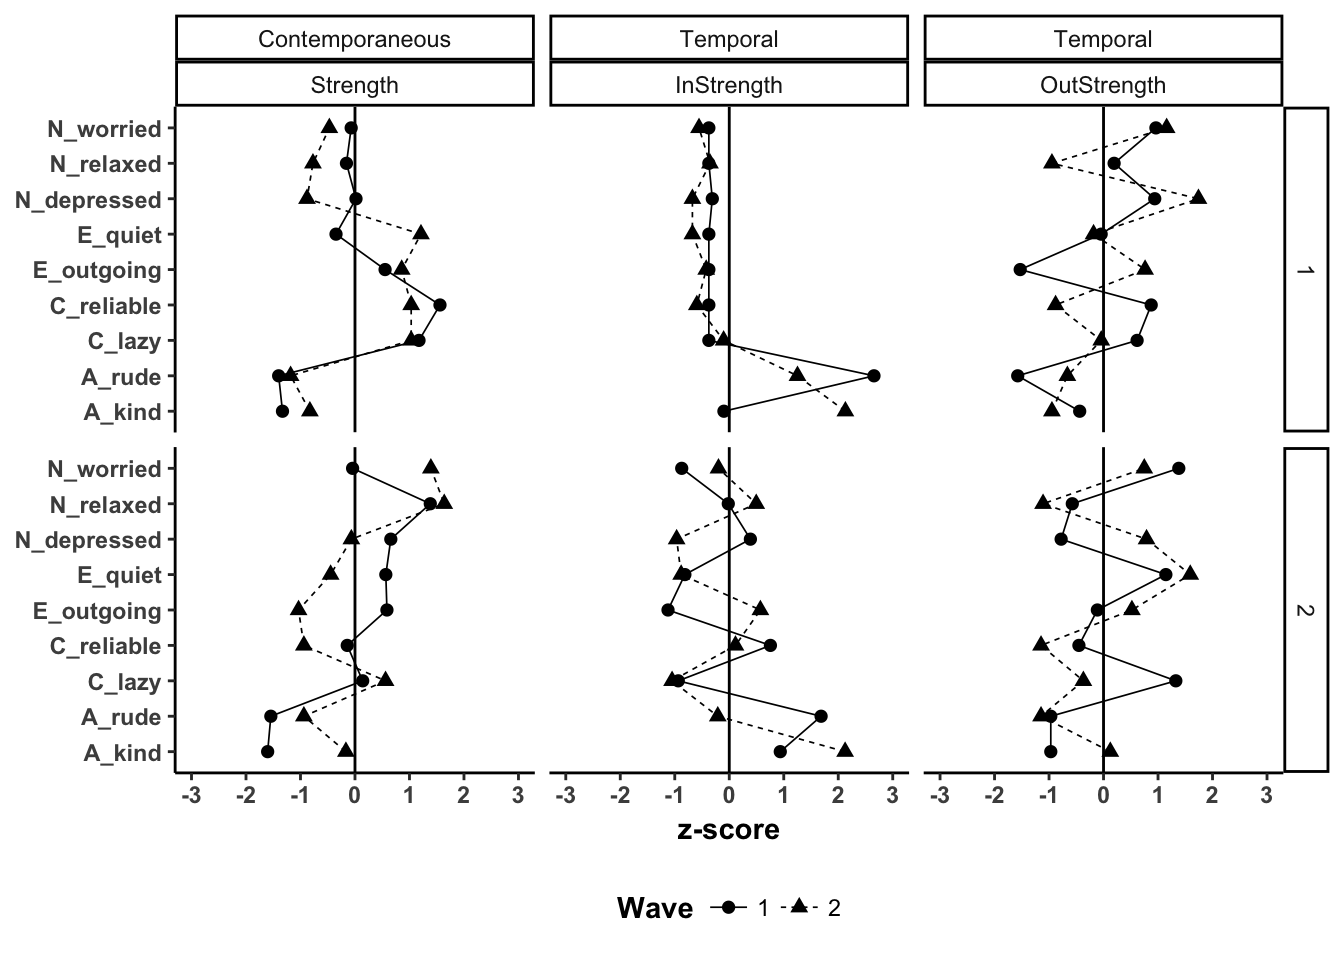 Contemporaneous Temporal Temporal
Strength InStrength OutStrength
N_worried
N_relaxed
N_depressed
E_quiet
E_outgoing
C_reliable
C_lazy
A_rude
A_kind
1
N_worried
N_relaxed
N_depressed
E_quiet
E_outgoing
C_reliable
C_lazy
A_rude
A_kind
2
-3 -2 -1 0 1 2 3 -3 -2 -1 0 1 2 3 -3 -2 -1 0 1 2 3
z-score
Wave 1 2